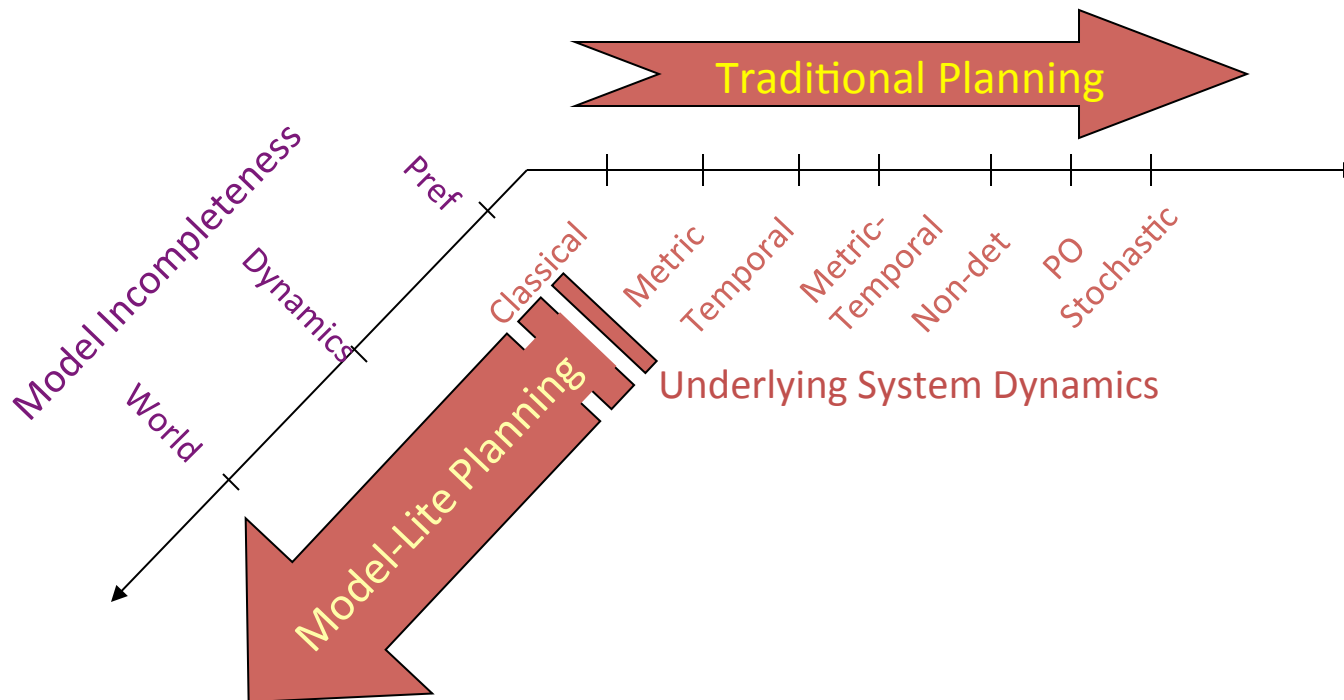 Traditional Planning
Model Incompleteness
Pref
Dynamics
World
Classical
Metric
Temporal
Metric-
Temporal
Non-det
PO
Stochastic
Underlying System Dynamics
Model-Lite Planning